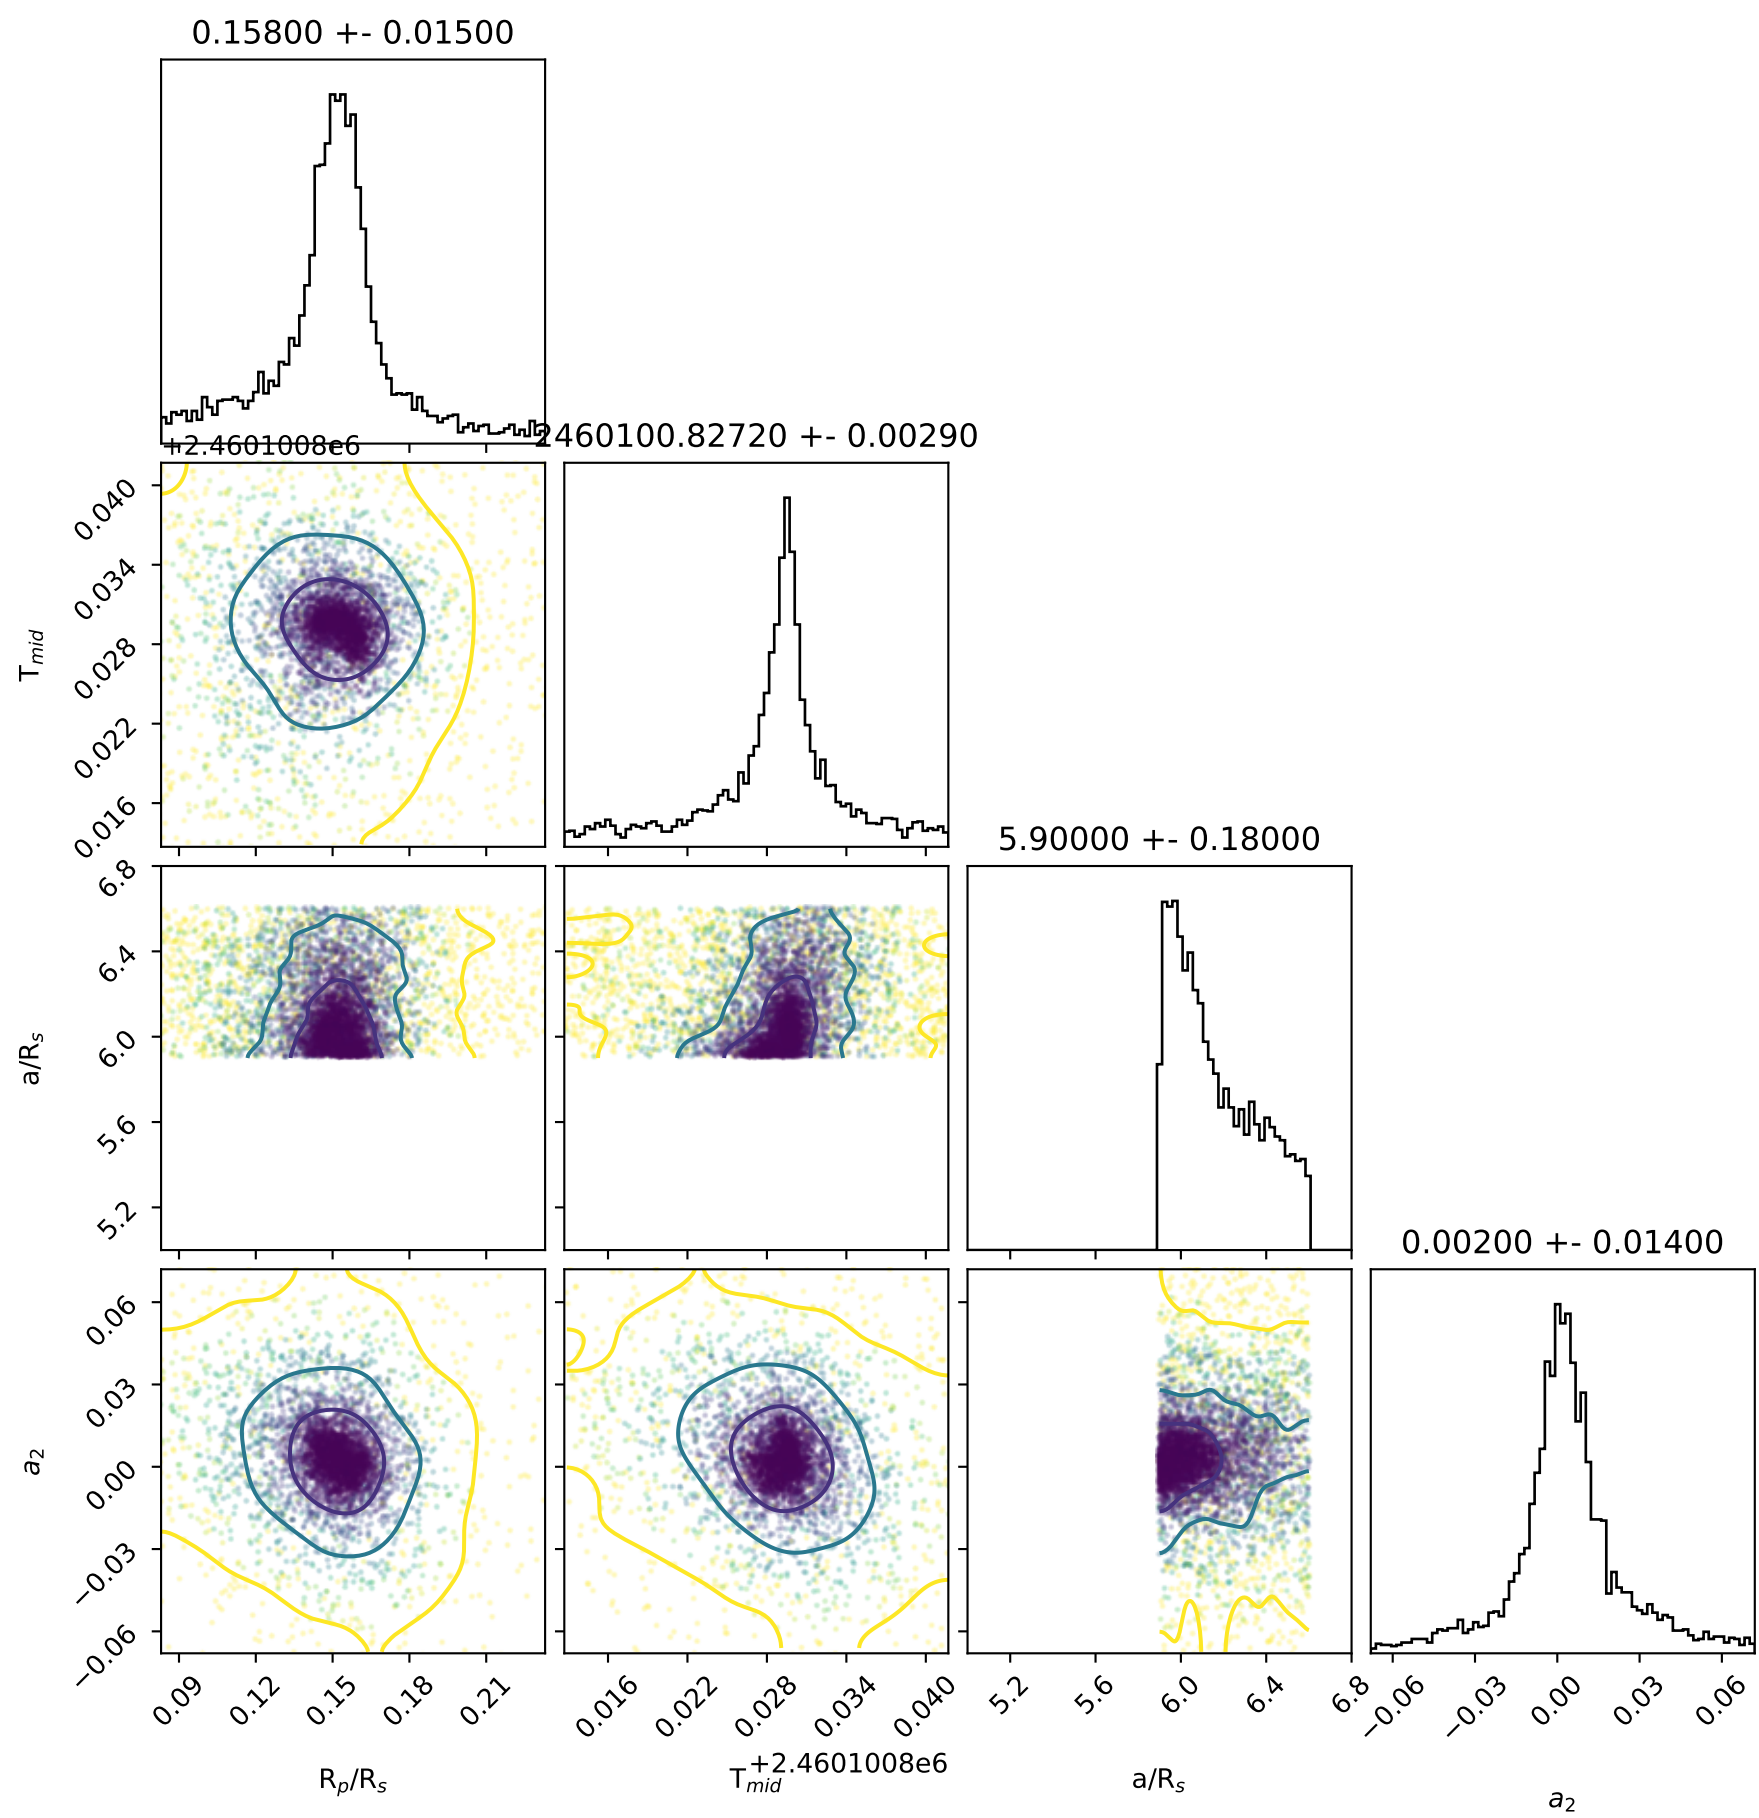 0.15800 +- 0.01500
+2.4601008e6
2460100.82720 +- 0.00290
0.040
0.034
0.028
0.022
0.016
T_mid
5.90000 +- 0.18000
6.8
6.4
6.0
5.6
5.2
a/R_s
0.00200 +- 0.01400
0.06
0.03
0.00
−0.03
−0.06
a_2
0.09 0.12 0.15 0.18 0.21
0.016 0.022 0.028 0.034 0.040
5.2 5.6 6.0 6.4 6.8
−0.06 −0.03 0.00 0.03 0.06
+2.4601008e6
R_p/R_s T_mid a/R_s a_2